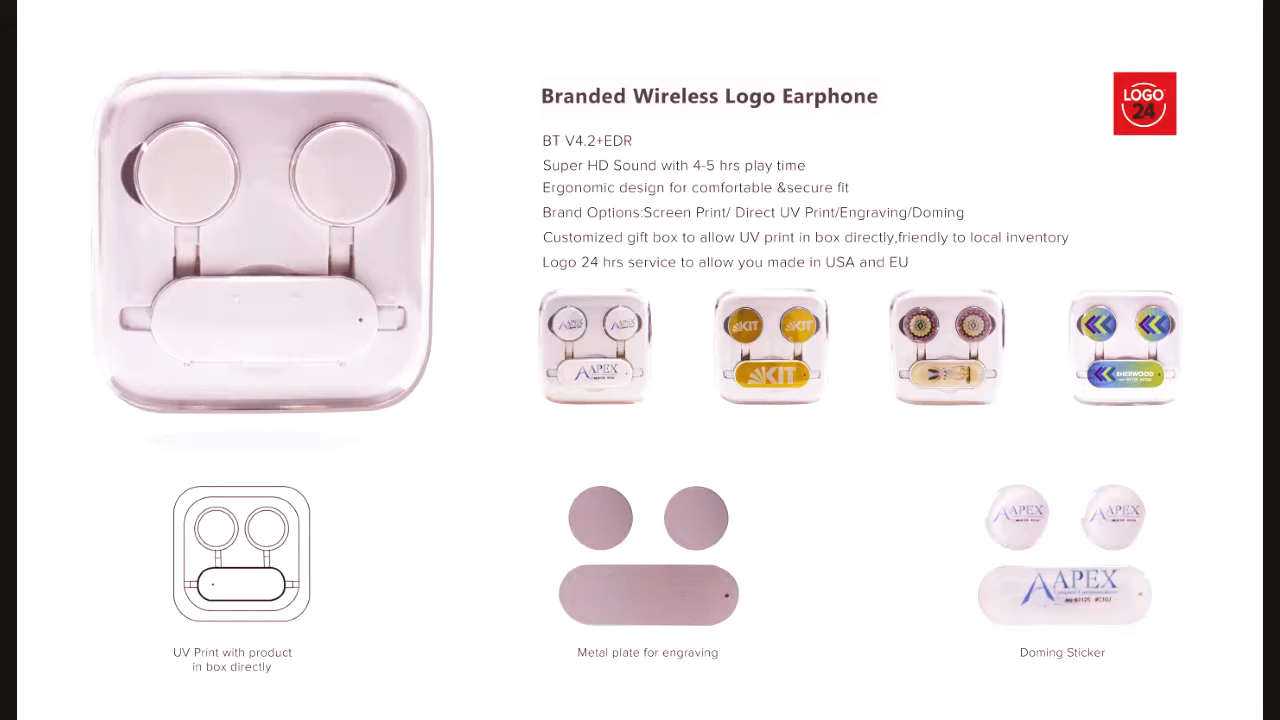 Branded Wireless Logo Earphone
LOGO
24
BT V4.2+EDR
Super HD Sound with 4-5 hrs play time
Ergonomic design for comfortable &secure fit
Brand Options:Screen Print/ Direct UV Print/Engraving/Doming
Customized gift box to allow UV print in box directly,friendly to local inventory
Logo 24 hrs service to allow you made in USA and EU
APEX APEX
KIT KIT
APEX
KIT
SHERWOOD
APEX APEX
APEX
UV Print with product
in box directly
Metal plate for engraving
Doming Sticker